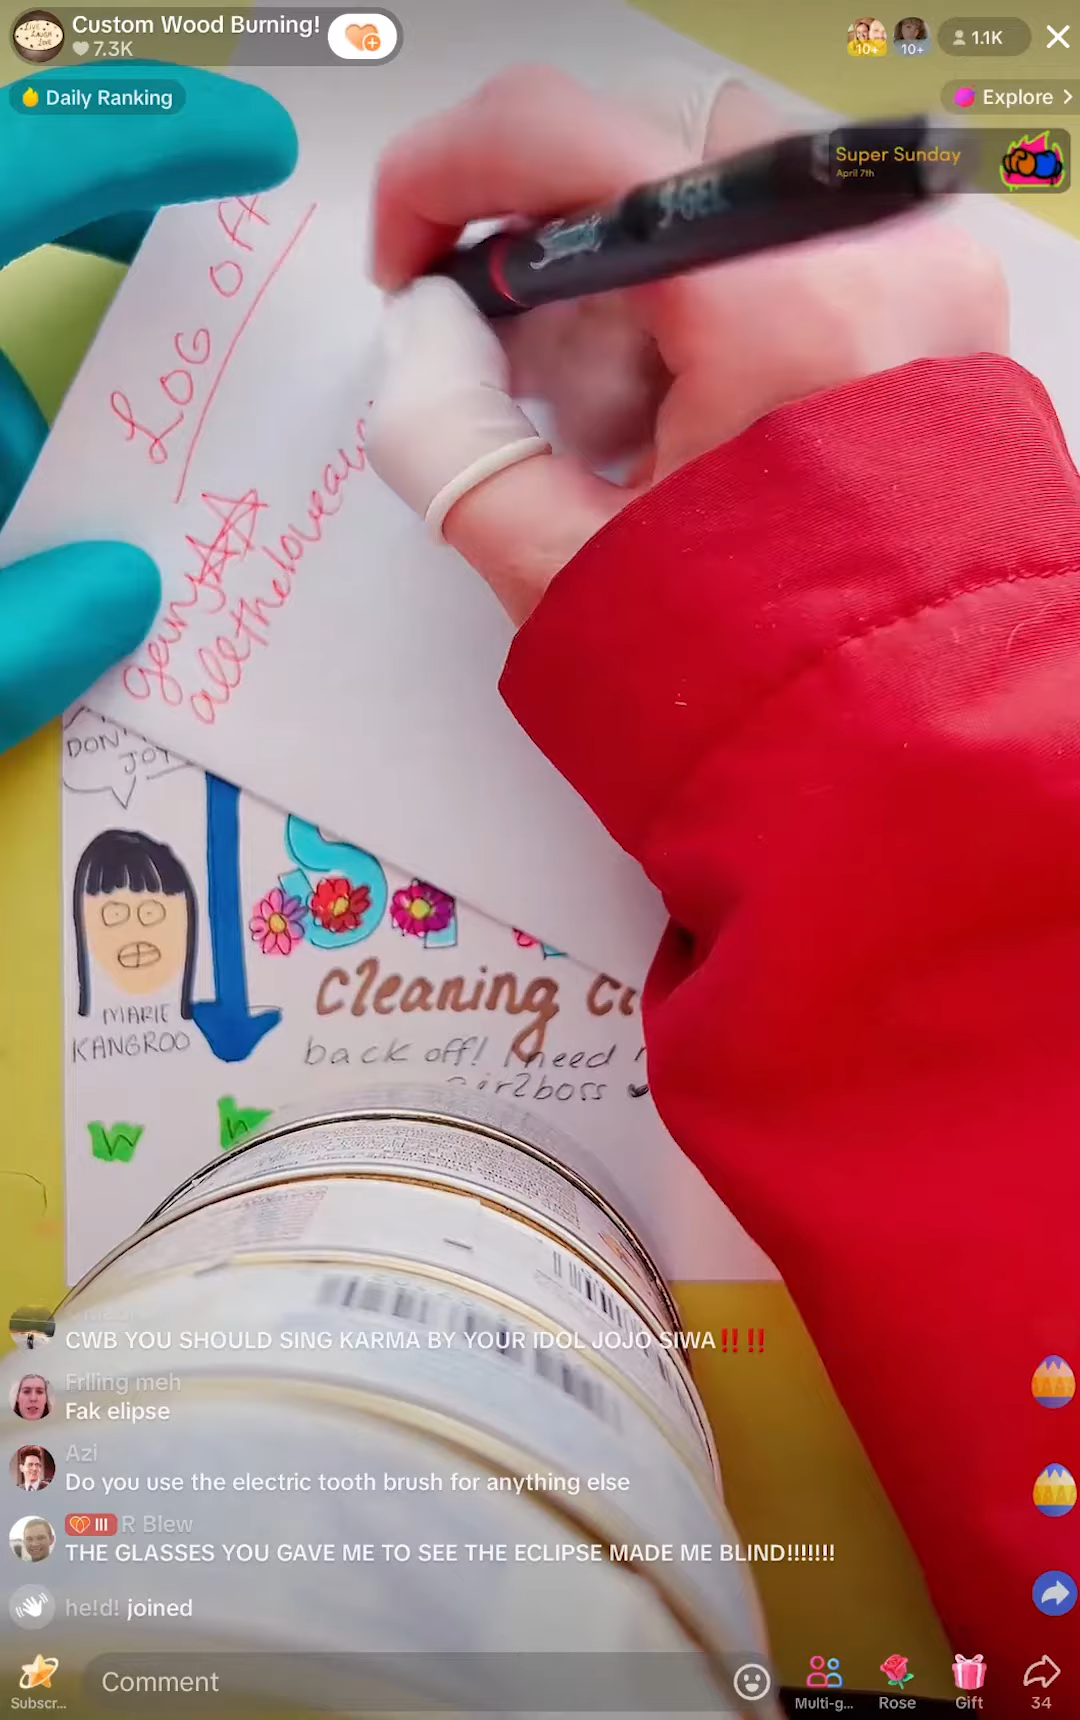 Custom Wood Burning!
7.3K
10+
10+
1.1K
Daily Ranking
Explore
Super Sunday
April 7th
S·GEL
LOG OFF
alltheloveav
DON'
JOY
MARIE
KANGROO
S
cleaning
back off! I need
W
CWB YOU SHOULD SING KARMA BY YOUR IDOL JOJO SIWA‼️ ‼️
Frlling meh
Fak elipse
Azi
Do you use the electric tooth brush for anything else
III R Blew
THE GLASSES YOU GAVE ME TO SEE THE ECLIPSE MADE ME BLIND!!!!!!!
he!d! joined
Subscr...
Comment
Multi-g...
Rose
Gift
34